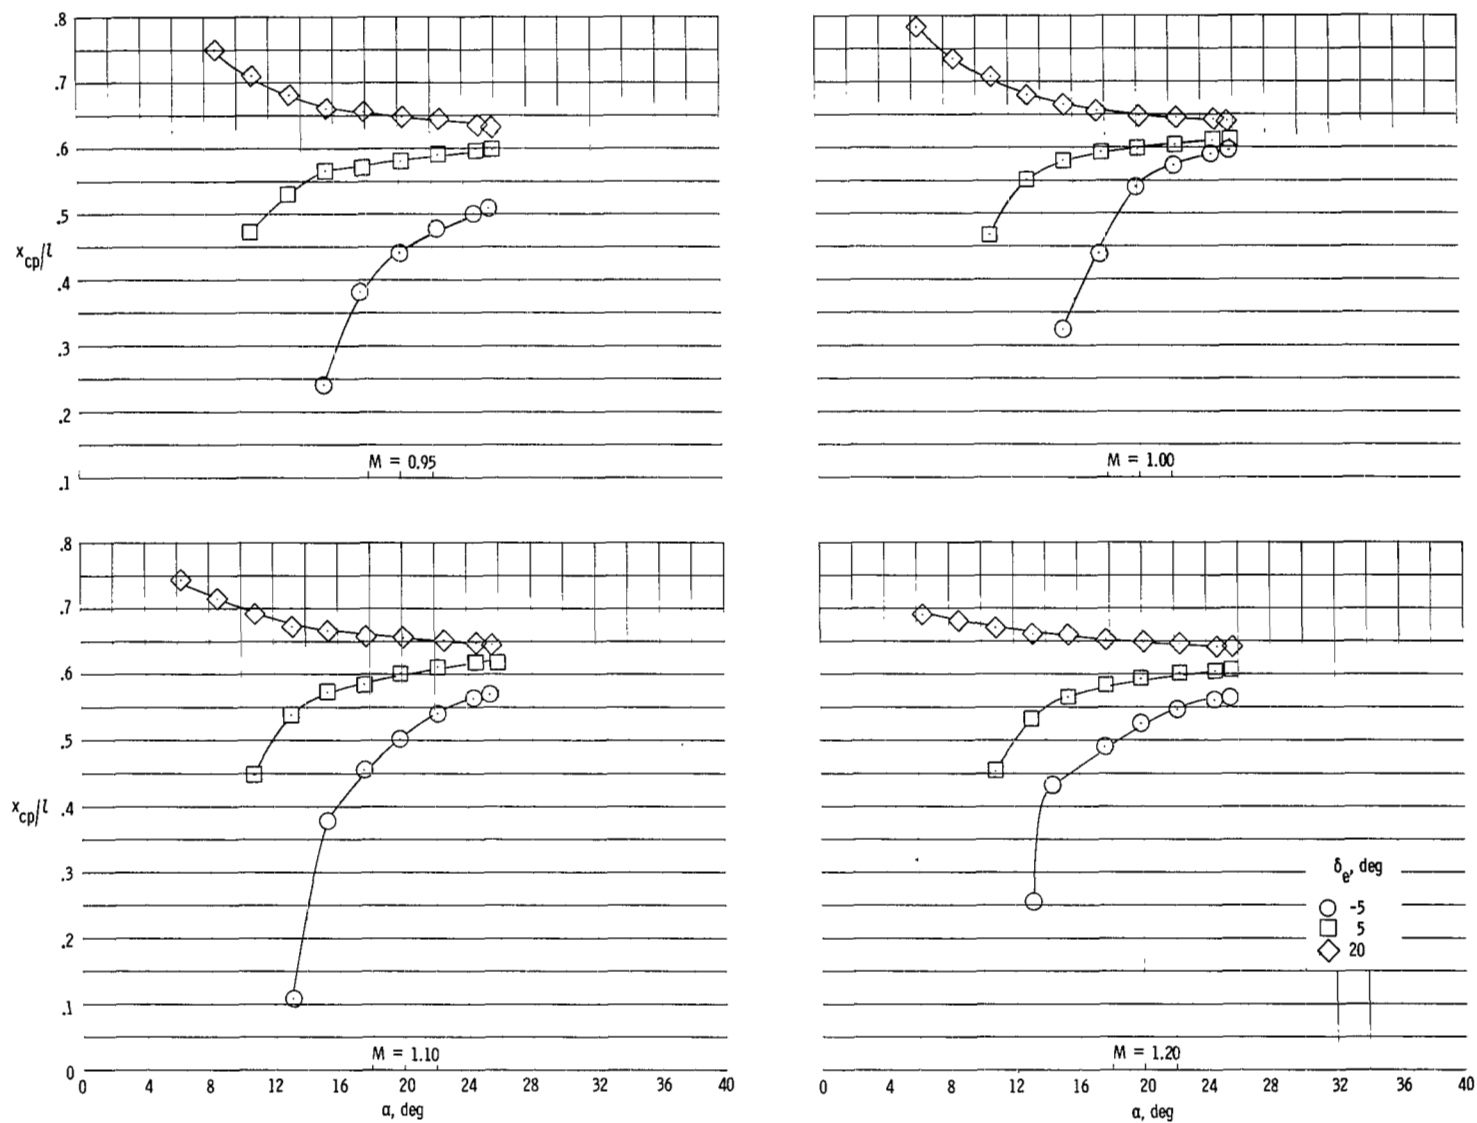 .8
.7
.6
.5
x_cp/l
.4
.3
.2
.1
M = 0.95
M = 1.00
.8
.7
.6
.5
x_cp/l
.4
.3
.2
.1
0
M = 1.10
0 4 8 12 16 20 24 28 32 36 40
α, deg
δ_e, deg
-5
5
20
M = 1.20
0 4 8 12 16 20 24 28 32 36 40
α, deg